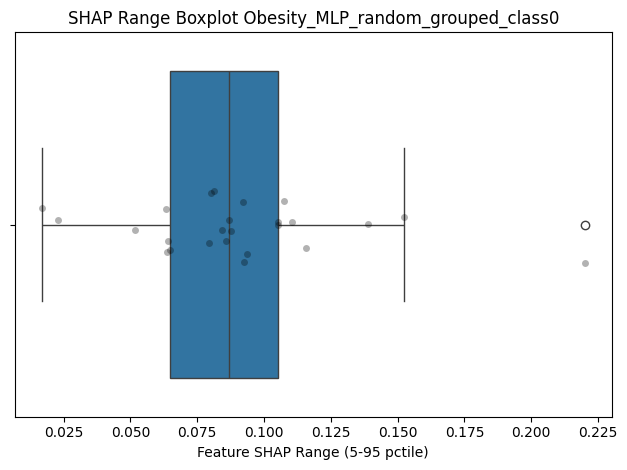 SHAP Range Boxplot Obesity_MLP_random_grouped_class0
0.025 0.050 0.075 0.100 0.125 0.150 0.175 0.200 0.225
Feature SHAP Range (5-95 pctile)